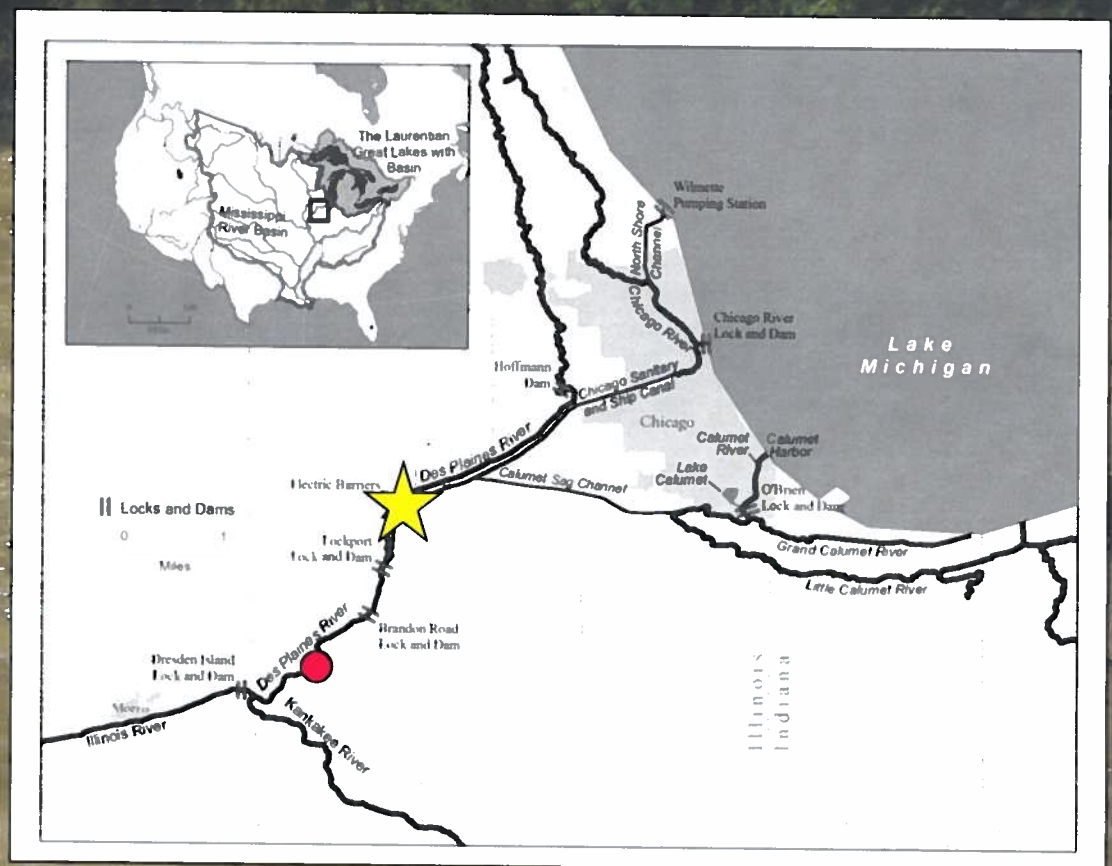 The Laurentian
Great Lakes with
Basin
Mississippi
River Basin
Wilmette
Pumping Station
North Shore
Channel
Chicago River
Chicago River
Lock and Dam
Lake
Michigan
Hoffmann
Dam
Chicago Sanitary
and Ship Canal
Chicago
Des Plaines River
Calumet
River
Calumet
Harbor
Lake
Calumet
Electric Barriers
Calumet Sag Channel
O'Brien
Lock and Dam
Locks and Dams
0 1
Miles
Lockport
Lock and Dam
Grand Calumet River
Little Calumet River
Des Plaines River
Brandon Road
Lock and Dam
Dresden Island
Lock and Dam
Morris
Illinois River
Kankakee River
Illinois
Indiana